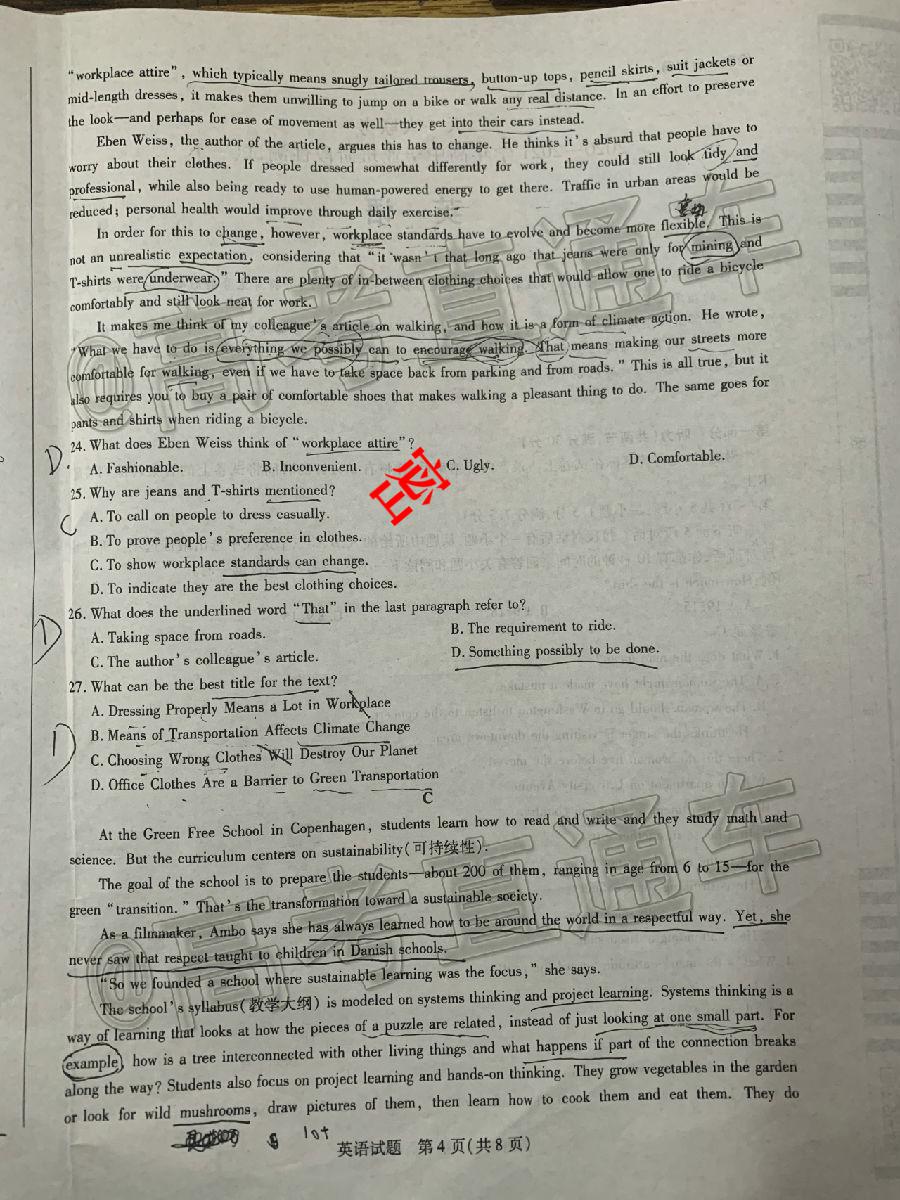 "workplace attire", which typically means snugly tailored trousers, button-up tops, pencil skirts, suit jackets or
mid-length dresses, it makes them unwilling to jump on a bike or walk any real distance. In an effort to preserve
the look—and perhaps for ease of movement as well—they get into their cars instead.
Eben Weiss, the author of the article, argues this has to change. He thinks it's absurd that people have to
worry about their clothes. If people dressed somewhat differently for work, they could still look tidy and
professional, while also being ready to use human-powered energy to get there. Traffic in urban areas would be
reduced; personal health would improve through daily exercise."
In order for this to change, however, workplace standards have to evolve and become more flexible. This is
not an unrealistic expectation, considering that "it wasn't that long ago that jeans were only for mining and
T-shirts were underwear." There are plenty of in-between clothing choices that would allow one to ride a bicycle
comfortably and still look neat for work.
It makes me think of my colleague's article on walking, and how it is a form of climate action. He wrote,
"What we have to do is everything we possibly can to encourage walking. That means making our streets more
comfortable for walking, even if we have to take space back from parking and from roads." This is all true, but it
also requires you to buy a pair of comfortable shoes that makes walking a pleasant thing to do. The same goes for
pants and shirts when riding a bicycle.
D. 24. What does Eben Weiss think of "workplace attire"?
A. Fashionable. B. Inconvenient. C. Ugly. D. Comfortable.
密
25. Why are jeans and T-shirts mentioned?
C A. To call on people to dress casually.
B. To prove people's preference in clothes.
C. To show workplace standards can change.
D. To indicate they are the best clothing choices.
D 26. What does the underlined word "That" in the last paragraph refer to?
A. Taking space from roads. B. The requirement to ride.
C. The author's colleague's article. D. Something possibly to be done.
27. What can be the best title for the text?
A. Dressing Properly Means a Lot in Workplace
D B. Means of Transportation Affects Climate Change
C. Choosing Wrong Clothes Will Destroy Our Planet
D. Office Clothes Are a Barrier to Green Transportation
C
At the Green Free School in Copenhagen, students learn how to read and write and they study math and
science. But the curriculum centers on sustainability(可持续性).
The goal of the school is to prepare the students—about 200 of them, ranging in age from 6 to 15—for the
green "transition." That's the transformation toward a sustainable society.
As a filmmaker, Ambo says she has always learned how to be around the world in a respectful way. Yet, she
never saw that respect taught to children in Danish schools.
"So we founded a school where sustainable learning was the focus," she says.
The school's syllabus(教学大纲) is modeled on systems thinking and project learning. Systems thinking is a
way of learning that looks at how the pieces of a puzzle are related, instead of just looking at one small part. For
example, how is a tree interconnected with other living things and what happens if part of the connection breaks
along the way? Students also focus on project learning and hands-on thinking. They grow vegetables in the garden
or look for wild mushrooms, draw pictures of them, then learn how to cook them and eat them. They do
lot
英语试题 第4页(共8页)
@高考直通车
@高考直通车